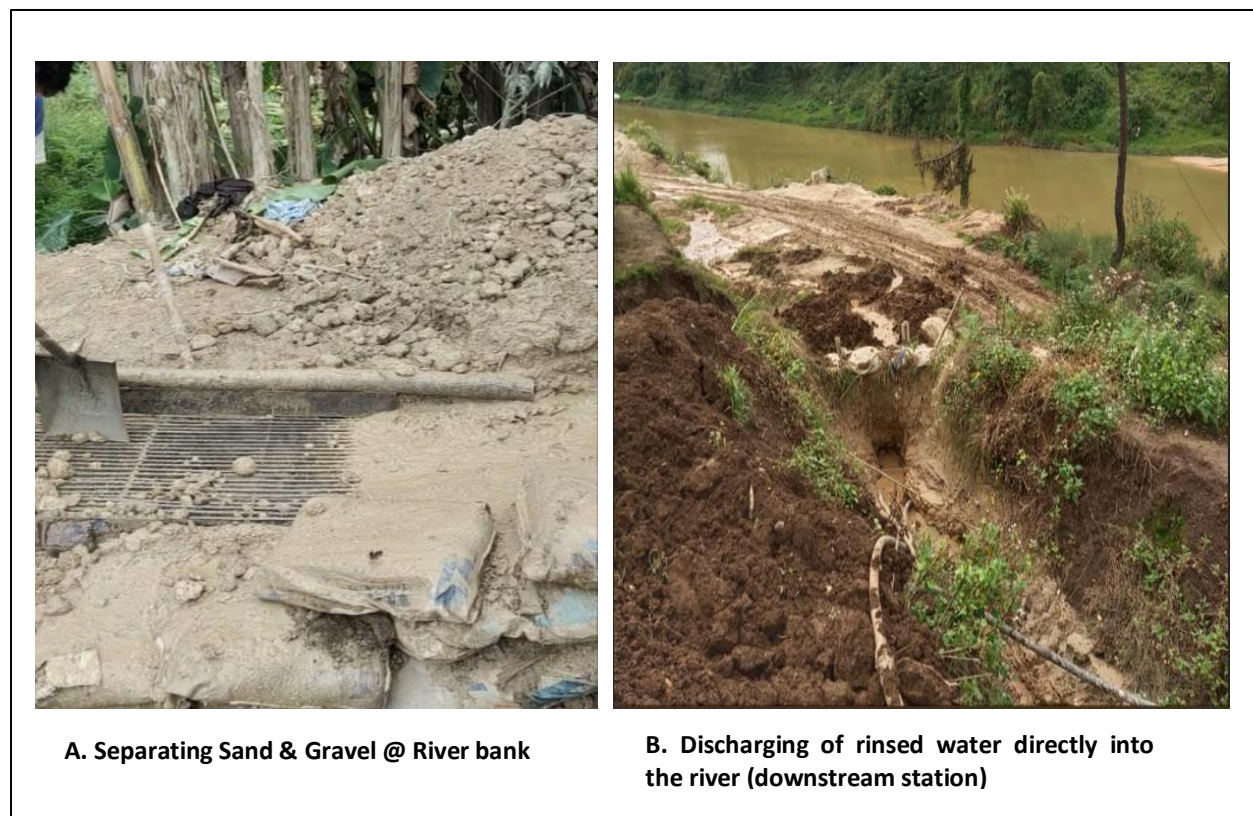 A. Separating Sand & Gravel @ River bank
B. Discharging of rinsed water directly into
the river (downstream station)